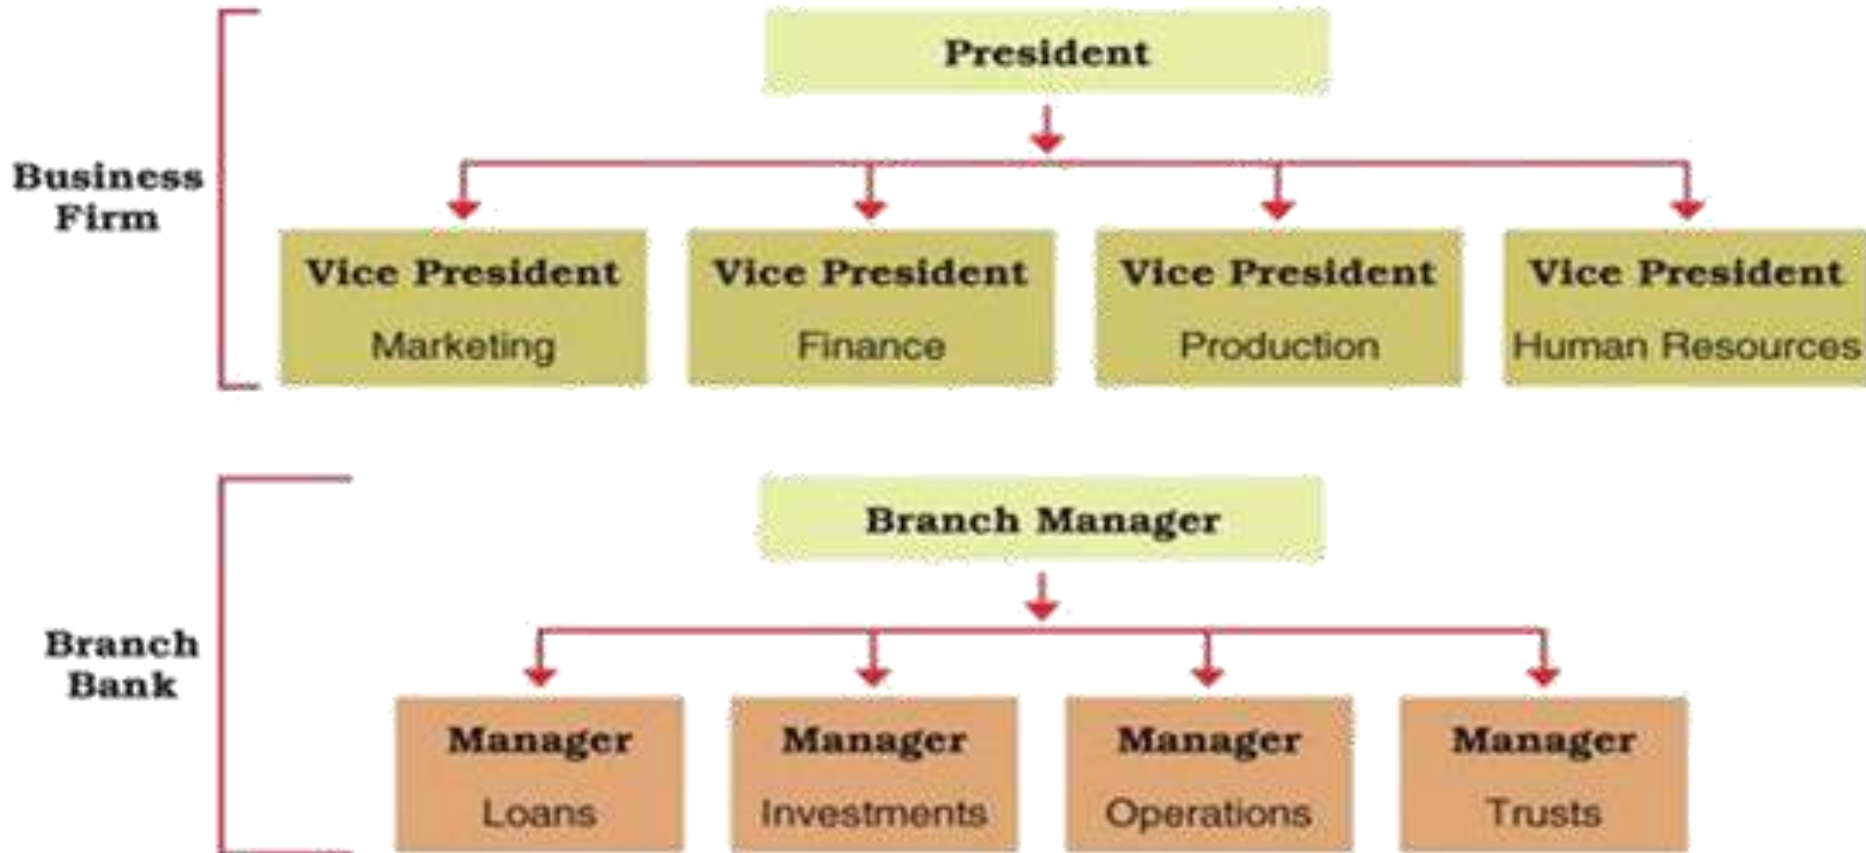 President
Business
Firm
Vice President
Marketing
Vice President
Finance
Vice President
Production
Vice President
Human Resources
Branch Manager
Branch
Bank
Manager
Loans
Manager
Investments
Manager
Operations
Manager
Trusts